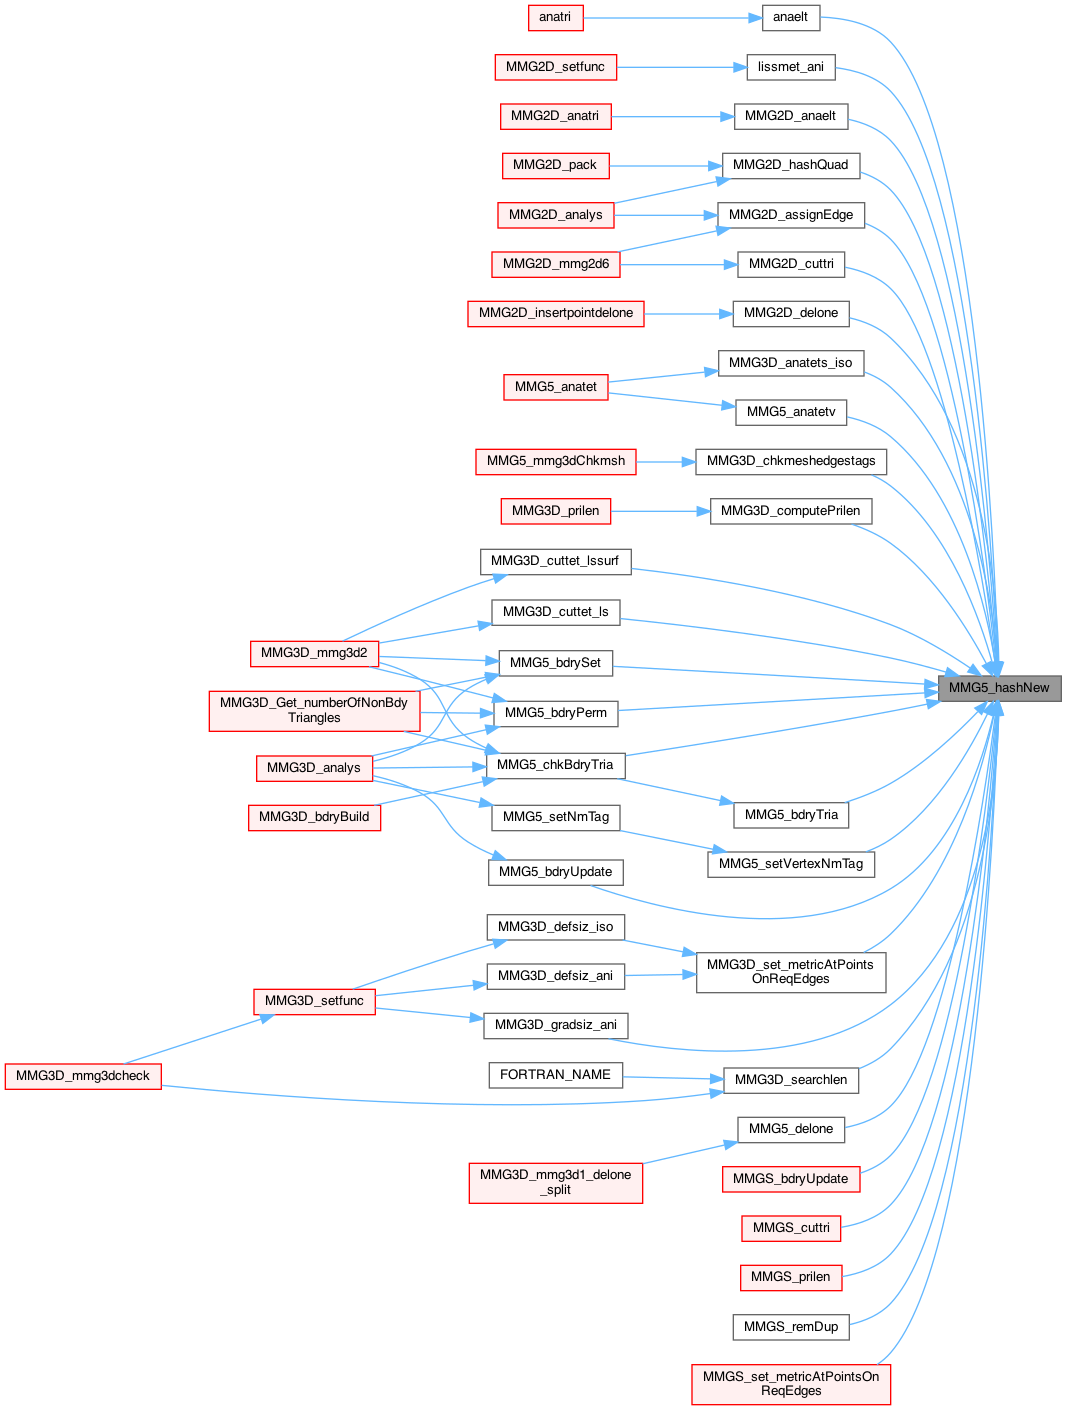 anatri
anaelt
MMG2D_setfunc
lissmet_ani
MMG2D_anatri
MMG2D_anaelt
MMG2D_pack
MMG2D_hashQuad
MMG2D_analys
MMG2D_assignEdge
MMG2D_mmg2d6
MMG2D_cuttri
MMG2D_insertpointdelone
MMG2D_delone
MMG3D_anatets_iso
MMG5_anatet
MMG5_anatetv
MMG5_mmg3dChkmsh
MMG3D_chkmeshedgestags
MMG3D_prilen
MMG3D_computePrilen
MMG3D_cuttet_lssurf
MMG3D_cuttet_ls
MMG3D_mmg3d2
MMG5_bdrySet
MMG5_hashNew
MMG3D_Get_numberOfNonBdy
Triangles
MMG5_bdryPerm
MMG3D_analys
MMG5_chkBdryTria
MMG3D_bdryBuild
MMG5_setNmTag
MMG5_bdryTria
MMG5_bdryUpdate
MMG5_setVertexNmTag
MMG3D_defsiz_iso
MMG3D_set_metricAtPoints
OnReqEdges
MMG3D_defsiz_ani
MMG3D_setfunc
MMG3D_gradsiz_ani
MMG3D_mmg3dcheck
FORTRAN_NAME
MMG3D_searchlen
MMG5_delone
MMG3D_mmg3d1_delone
_split
MMGS_bdryUpdate
MMGS_cuttri
MMGS_prilen
MMGS_remDup
MMGS_set_metricAtPointsOn
ReqEdges